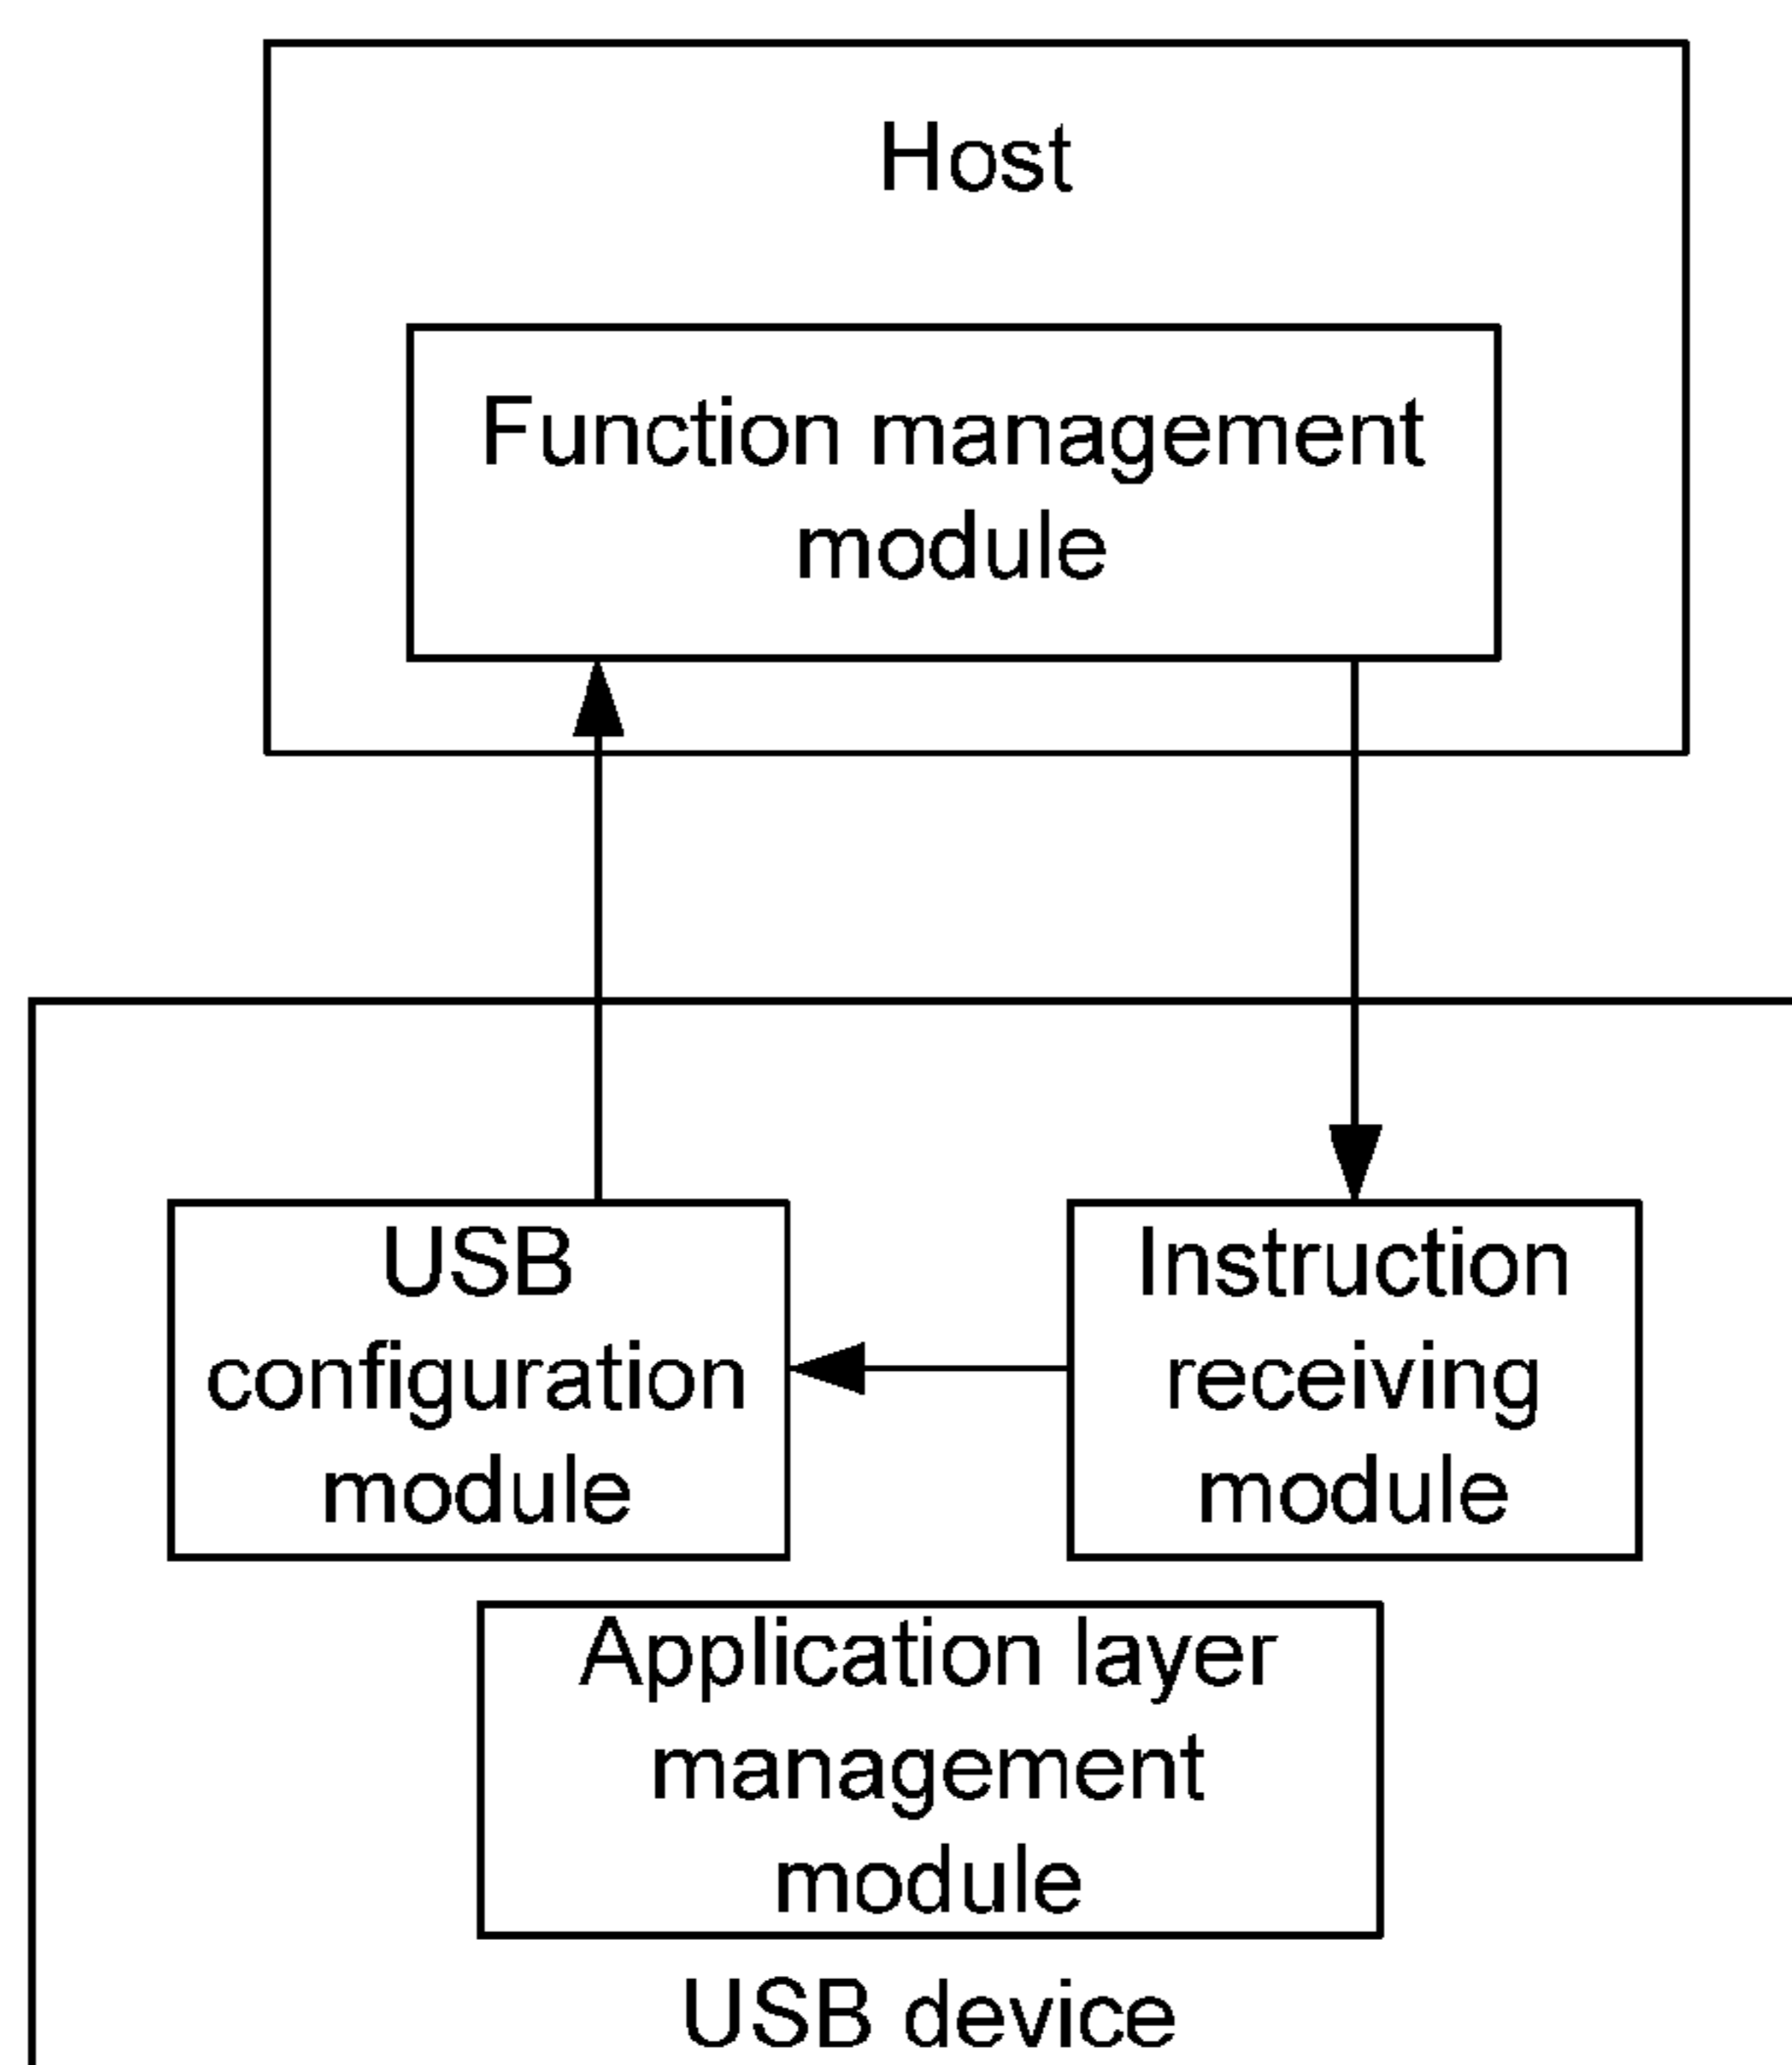 Host
Function management
module
USB
configuration
module
Instruction
receiving
module
Application layer
management
module
USB device